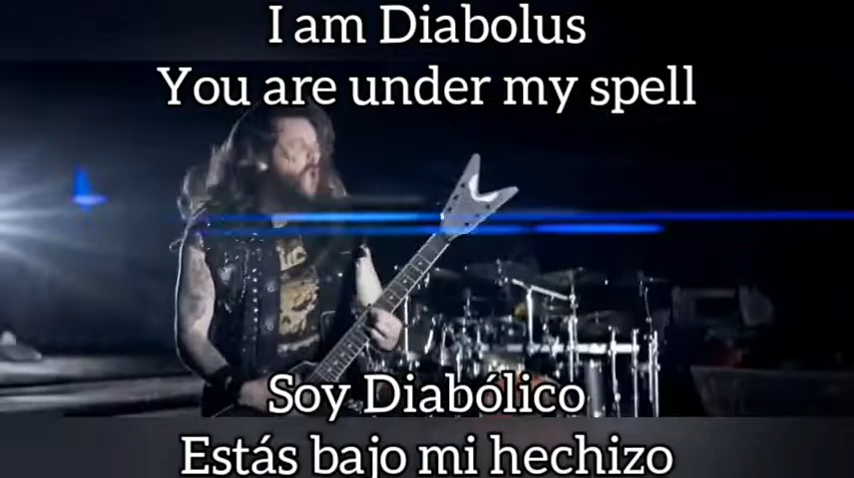 I am Diabolus
You are under my spell
Soy Diabólico
Estás bajo mi hechizo